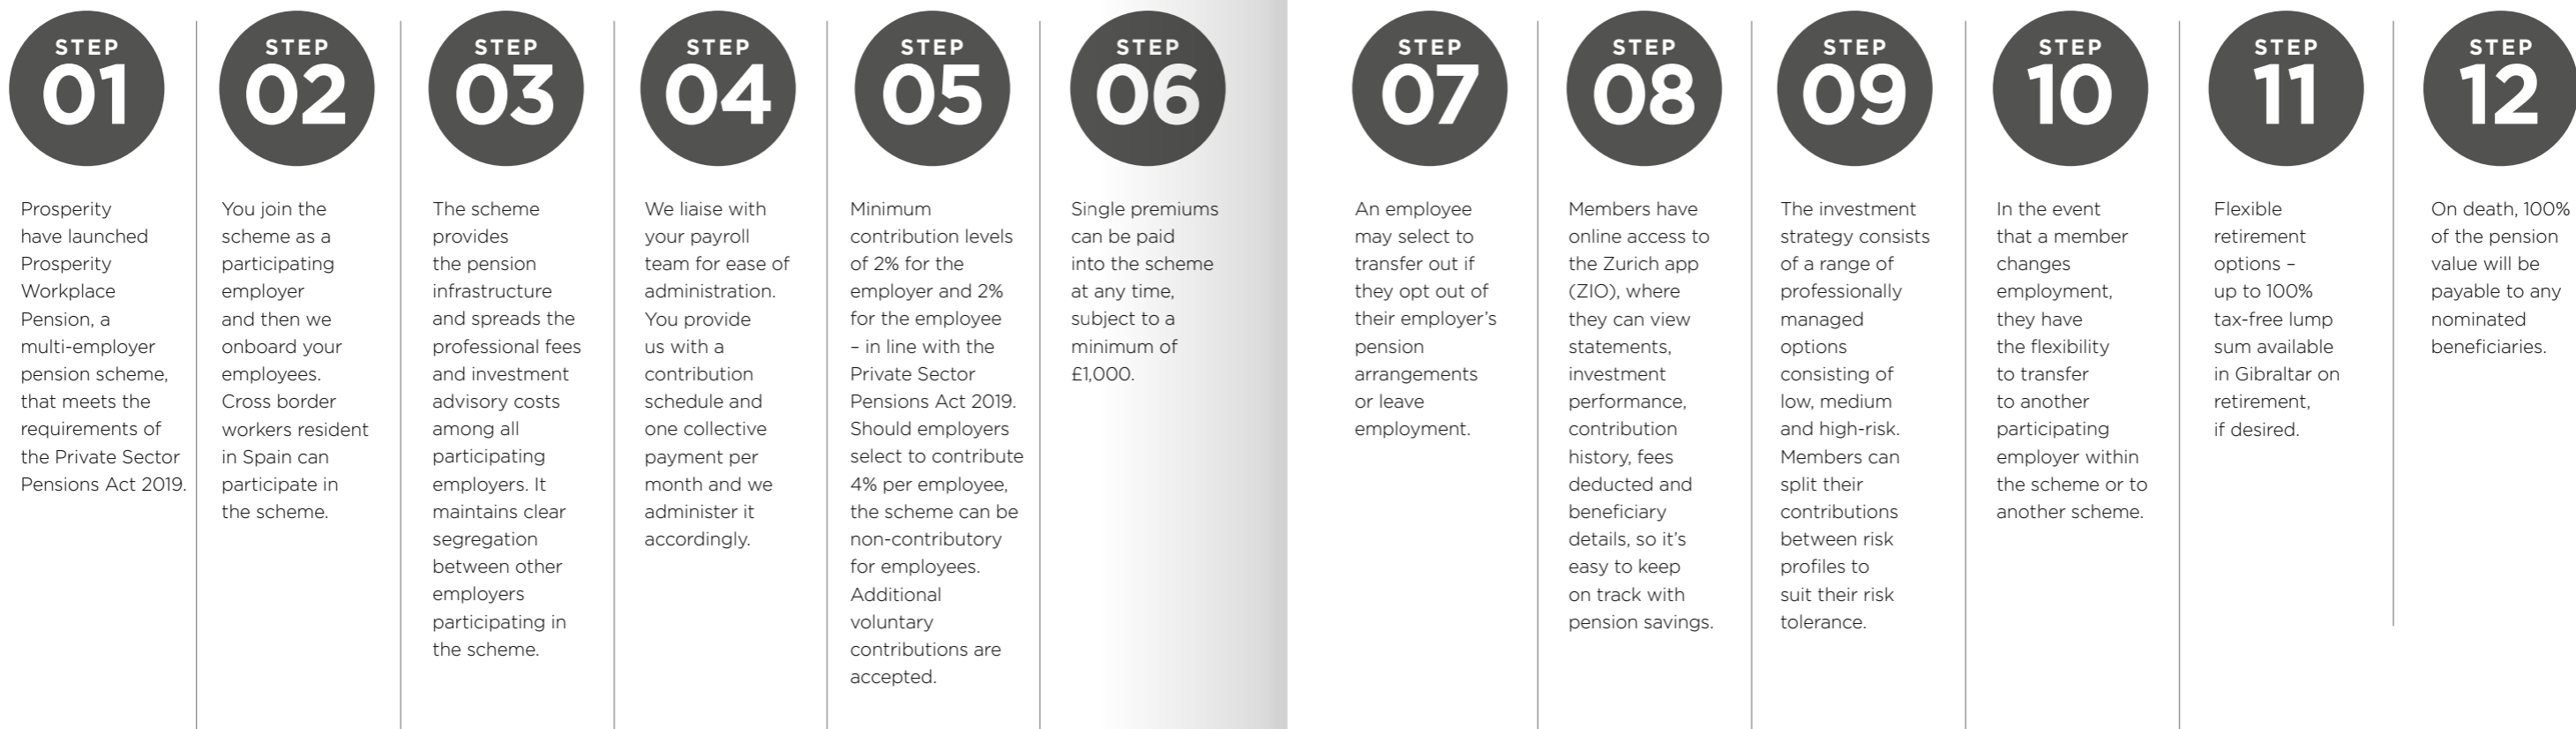 STEP
01
Prosperity
have launched
Prosperity
Workplace
Pension, a
multi-employer
pension scheme,
that meets the
requirements of
the Private Sector
Pensions Act 2019.
STEP
02
You join the
scheme as a
participating
employer
and then we
onboard your
employees.
Cross border
workers resident
in Spain can
participate in
the scheme.
STEP
03
The scheme
provides
the pension
infrastructure
and spreads the
professional fees
and investment
advisory costs
among all
participating
employers. It
maintains clear
segregation
between other
employers
participating in
the scheme.
STEP
04
We liaise with
your payroll
team for ease of
administration.
You provide
us with a
contribution
schedule and
one collective
payment per
month and we
administer it
accordingly.
STEP
05
Minimum
contribution levels
of 2% for the
employer and 2%
for the employee
– in line with the
Private Sector
Pensions Act 2019.
Should employers
select to contribute
4% per employee,
the scheme can be
non-contributory
for employees.
Additional
voluntary
contributions are
accepted.
STEP
06
Single premiums
can be paid
into the scheme
at any time,
subject to a
minimum of
£1,000.
STEP
07
An employee
may select to
transfer out if
they opt out of
their employer’s
pension
arrangements
or leave
employment.
STEP
08
Members have
online access to
the Zurich app
(ZIO), where
they can view
statements,
investment
performance,
contribution
history, fees
deducted and
beneficiary
details, so it’s
easy to keep
on track with
pension savings.
STEP
09
The investment
strategy consists
of a range of
professionally
managed
options
consisting of
low, medium
and high-risk.
Members can
split their
contributions
between risk
profiles to
suit their risk
tolerance.
STEP
10
In the event
that a member
changes
employment,
they have
the flexibility
to transfer
to another
participating
employer within
the scheme or to
another scheme.
STEP
11
Flexible
retirement
options –
up to 100%
tax-free lump
sum available
in Gibraltar on
retirement,
if desired.
STEP
12
On death, 100%
of the pension
value will be
payable to any
nominated
beneficiaries.